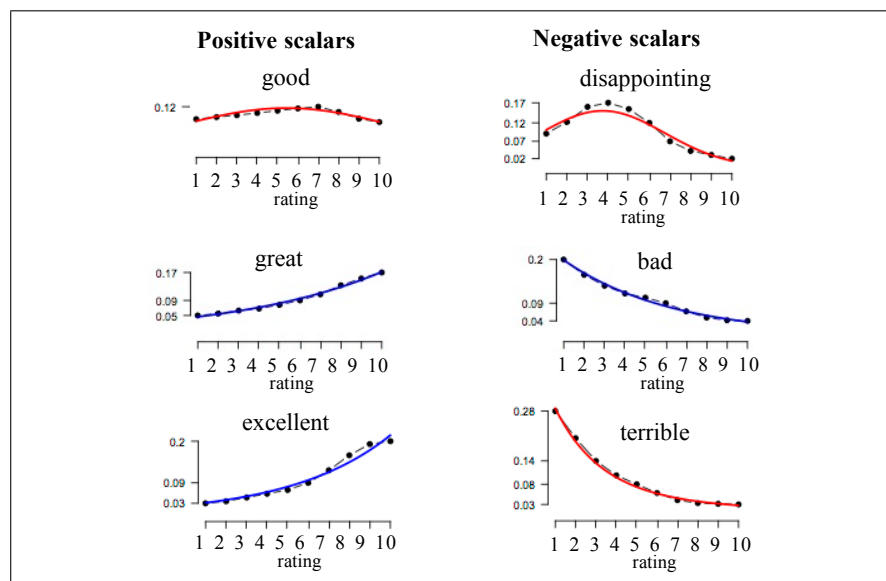 Positive scalars
Negative scalars
good
0.12
1 2 3 4 5 6 7 8 9 10
rating
disappointing
0.17
0.12
0.07
0.02
1 2 3 4 5 6 7 8 9 10
rating
great
0.17
0.09
0.05
1 2 3 4 5 6 7 8 9 10
rating
bad
0.2
0.09
0.04
1 2 3 4 5 6 7 8 9 10
rating
excellent
0.2
0.09
0.03
1 2 3 4 5 6 7 8 9 10
rating
terrible
0.28
0.14
0.08
0.03
1 2 3 4 5 6 7 8 9 10
rating